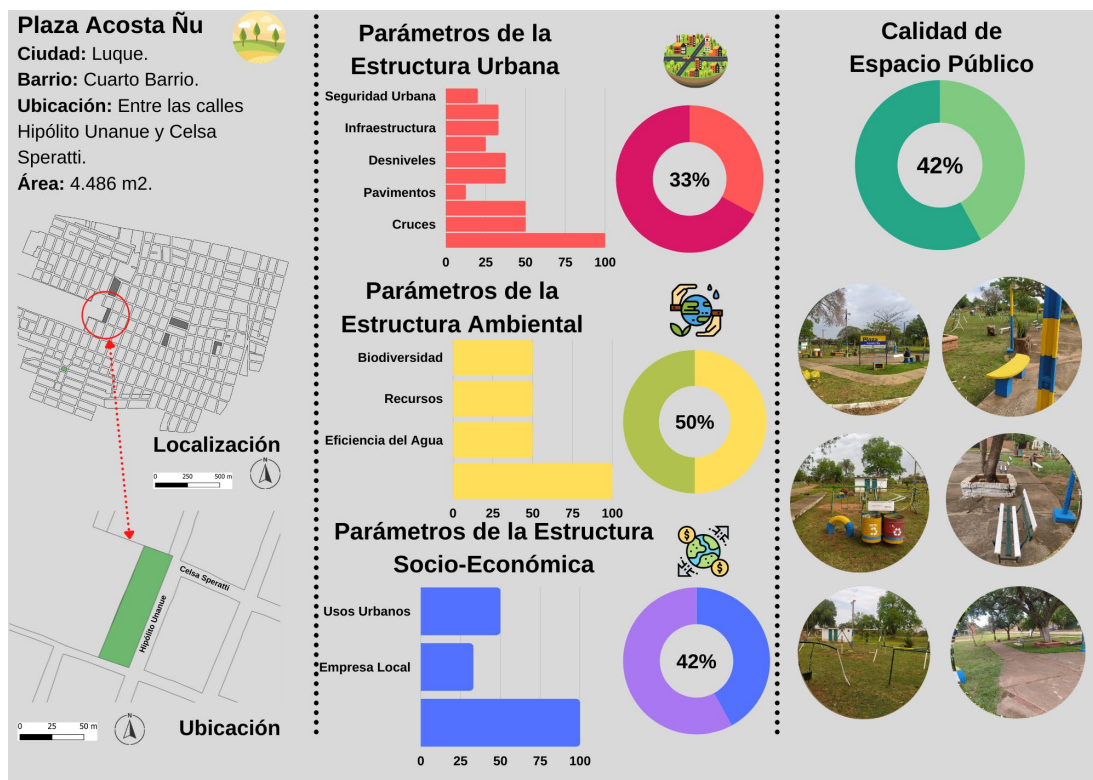 Plaza Acosta Ñu
Ciudad: Luque.
Barrio: Cuarto Barrio.
Ubicación: Entre las calles
Hipólito Unanue y Celsa
Speratti.
Área: 4.486 m2.
Localización
0 250 500 m
N
Celsa Speratti
Hipólito Unanue
0 25 50 m
N
Ubicación
Parámetros de la
Estructura Urbana
Seguridad Urbana
Infraestructura
Desniveles
Pavimentos
Cruces
0 25 50 75 100
33%
Parámetros de la
Estructura Ambiental
Biodiversidad
Recursos
Eficiencia del Agua
0 25 50 75 100
50%
Parámetros de la Estructura
Socio-Económica
Usos Urbanos
Empresa Local
0 25 50 75 100
42%
Calidad de
Espacio Público
42%
Plaza